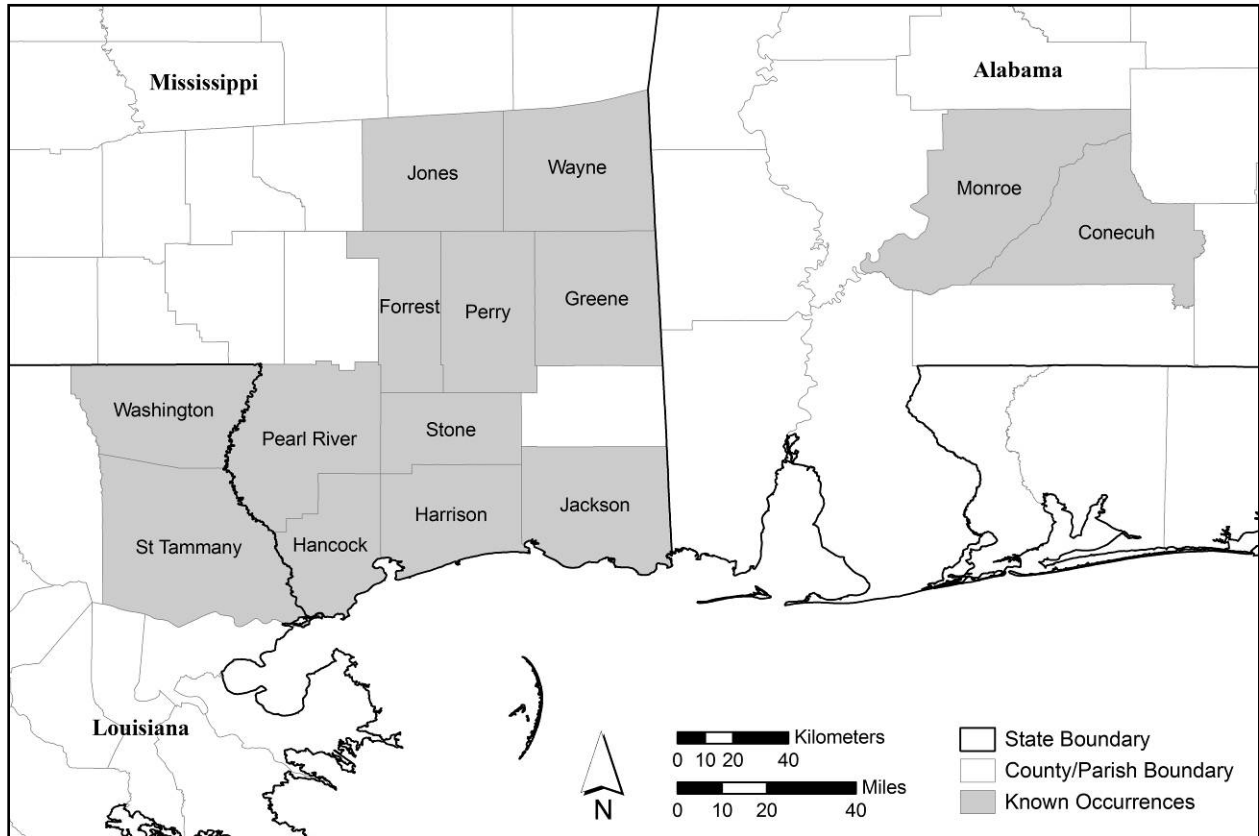 Mississippi
Alabama
Jones
Wayne
Monroe
Conecuh
Forrest
Perry
Greene
Washington
Pearl River
Stone
St Tammany
Hancock
Harrison
Jackson
Louisiana
N
Kilometers
0 10 20 40
Miles
0 10 20 40
State Boundary
County/Parish Boundary
Known Occurrences